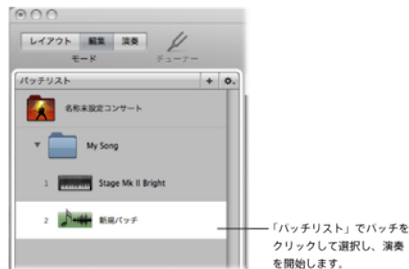 レイアウト 編集 演奏
モード チューナー
パッチリスト
名称未設定コンサート
My Song
1 Stage Mk II Bright
2 新規パッチ
「パッチリスト」でパッチを
クリックして選択し、演奏
を開始します。